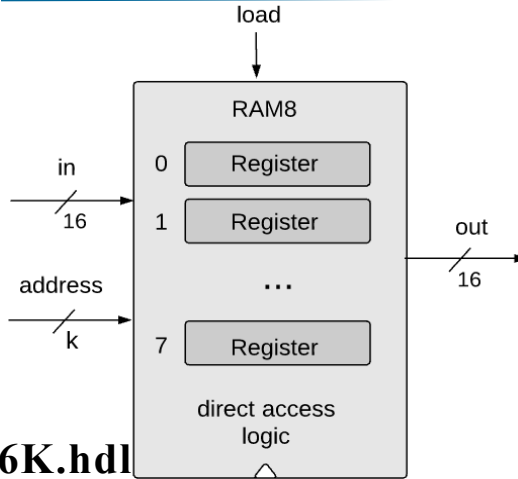 load
RAM8
0 Register
in
16
1 Register
out
16
...
address
k
7 Register
direct access
logic
6K.hdl